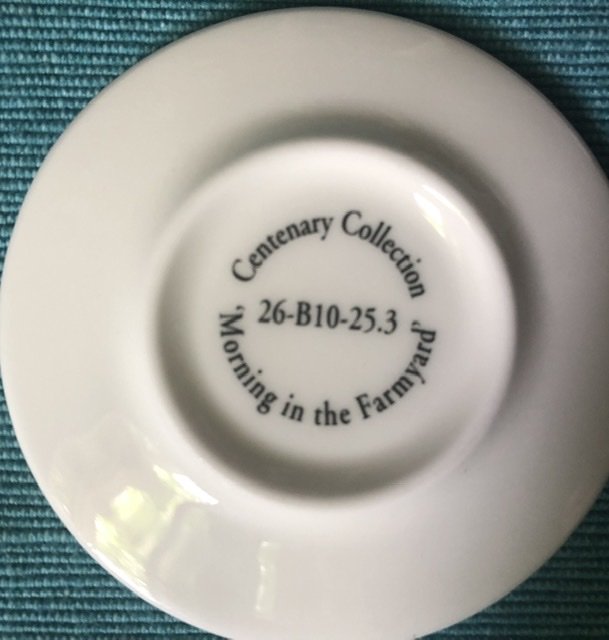 Centenary Collection
26-B10-25.3
'Morning in the Farmyard'